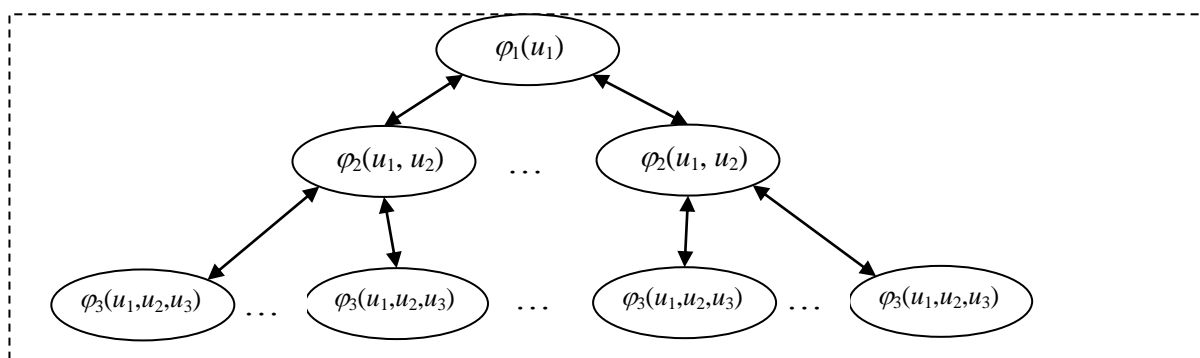 φ₁(u₁)
φ₂(u₁, u₂) … φ₂(u₁, u₂)
φ₃(u₁,u₂,u₃) … φ₃(u₁,u₂,u₃) … φ₃(u₁,u₂,u₃) … φ₃(u₁,u₂,u₃)